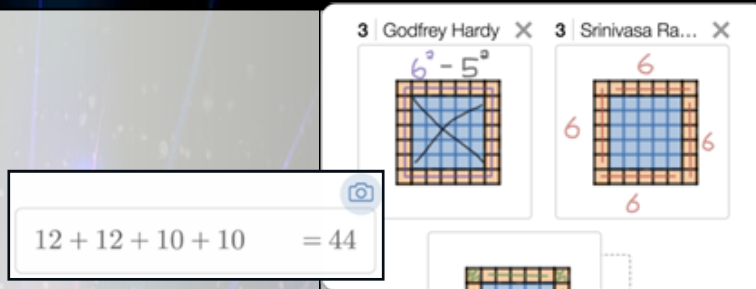 3 Godfrey Hardy
6² - 5²
3 Srinivasa Ra...
6
6
6
6
12 + 12 + 10 + 10 = 44